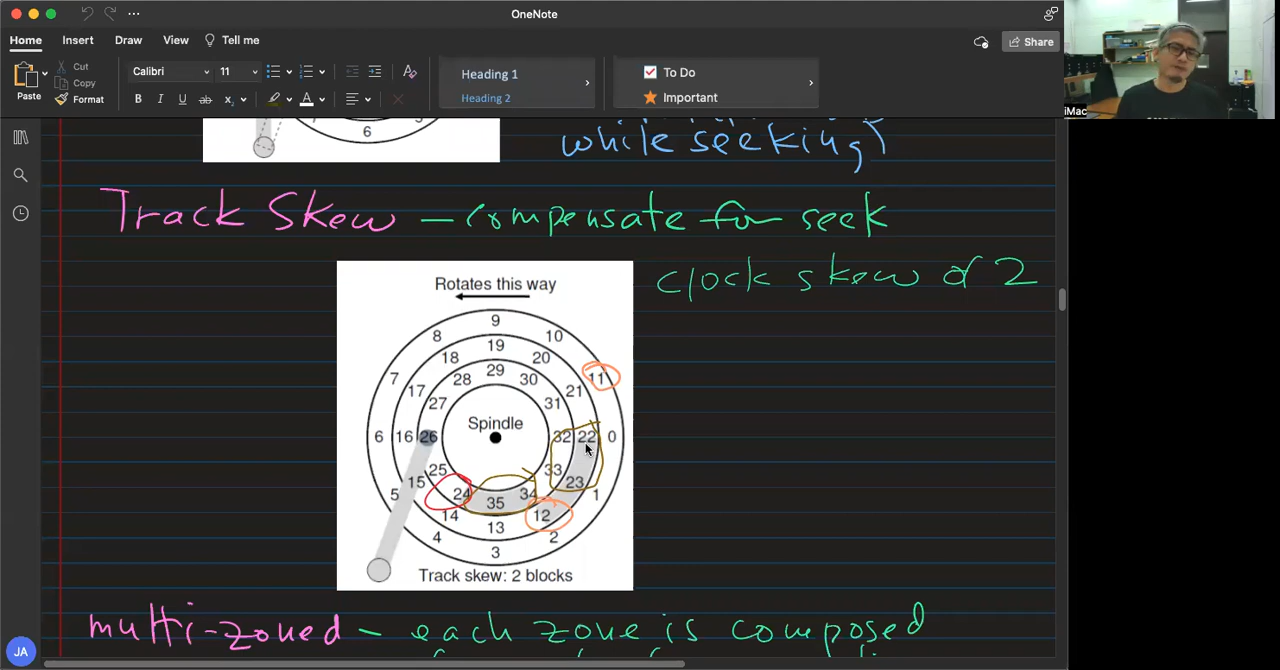 OneNote
Home Insert Draw View Tell me
Share
Paste
Cut
Copy
Format
Calibri 11
B I U ab x A
Heading 1
Heading 2
To Do
Important
iMac
6
while seeking)
Track Skew — compensate for seek
clock skew of 2
Rotates this way
9
8 10
19
18 20
7 29 11
28 30
17 21
27 31
Spindle
6 16 26 32 22 0
25 33
15 23
5 24 34 1
35
14 12
13
4 2
3
Track skew: 2 blocks
multi-zoned — each zone is composed
JA